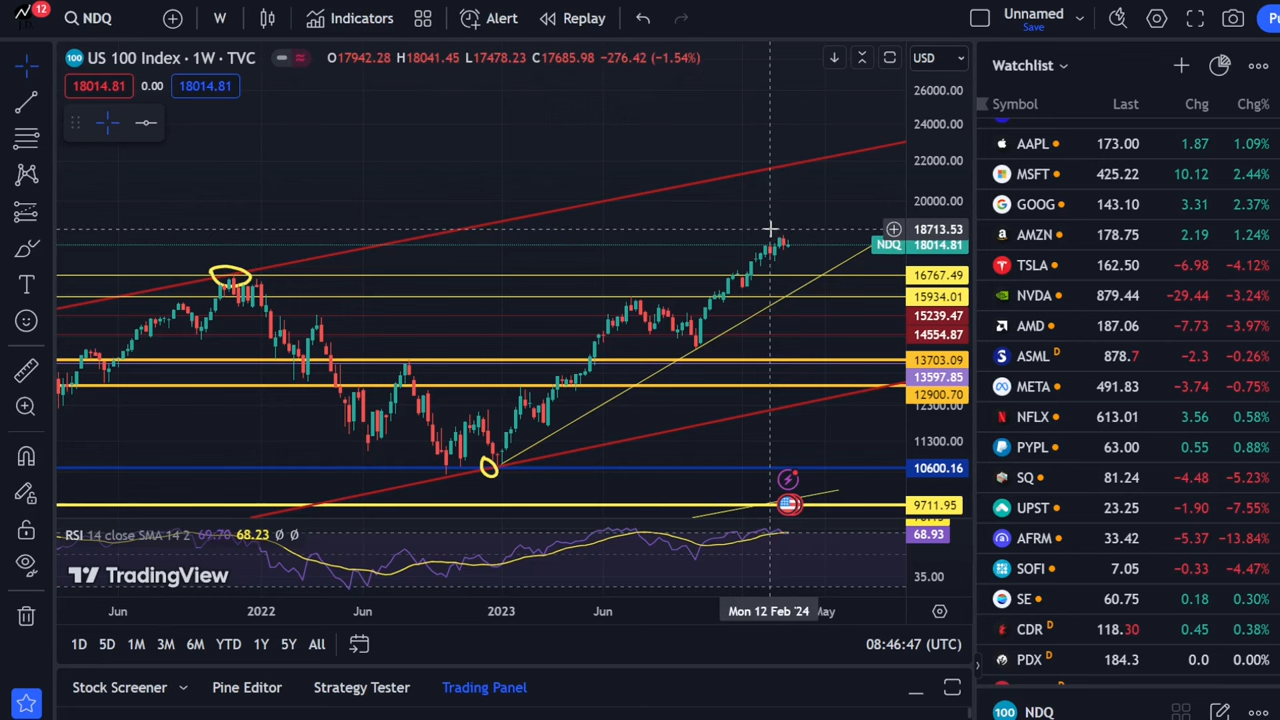 12
NDQ
W
Indicators
Alert
Replay
Unnamed
Save
US 100 Index · 1W · TVC
O17942.28 H18041.45 L17478.23 C17685.98 −276.42 (−1.54%)
USD
18014.81 0.00 18014.81
26000.00
24000.00
22000.00
20000.00
18713.53
NDQ 18014.81
16767.49
15934.01
15239.47
14554.87
13703.09
13597.85
12900.70
12300.00
11300.00
10600.16
9711.95
RSI 14 close SMA 14 2 69.70 68.23 Ø Ø
68.93
35.00
TradingView
Jun
2022
Jun
2023
Jun
Mon 12 Feb '24
May
1D 5D 1M 3M 6M YTD 1Y 5Y All
08:46:47 (UTC)
Stock Screener
Pine Editor
Strategy Tester
Trading Panel
Watchlist
Symbol Last Chg Chg%
AAPL 173.00 1.87 1.09%
MSFT 425.22 10.12 2.44%
GOOG 143.10 3.31 2.37%
AMZN 178.75 2.19 1.24%
TSLA 162.50 −6.98 −4.12%
NVDA 879.44 −29.44 −3.24%
AMD 187.06 −7.73 −3.97%
ASML D 878.7 −2.3 −0.26%
META 491.83 −3.74 −0.75%
NFLX 613.01 3.56 0.58%
PYPL 63.00 0.55 0.88%
SQ 81.24 −4.48 −5.23%
UPST 23.25 −1.90 −7.55%
AFRM 33.42 −5.37 −13.84%
SOFI 7.05 −0.33 −4.47%
SE 60.75 0.18 0.30%
CDR D 118.30 0.45 0.38%
PDX D 184.3 0.0 0.00%
100 NDQ